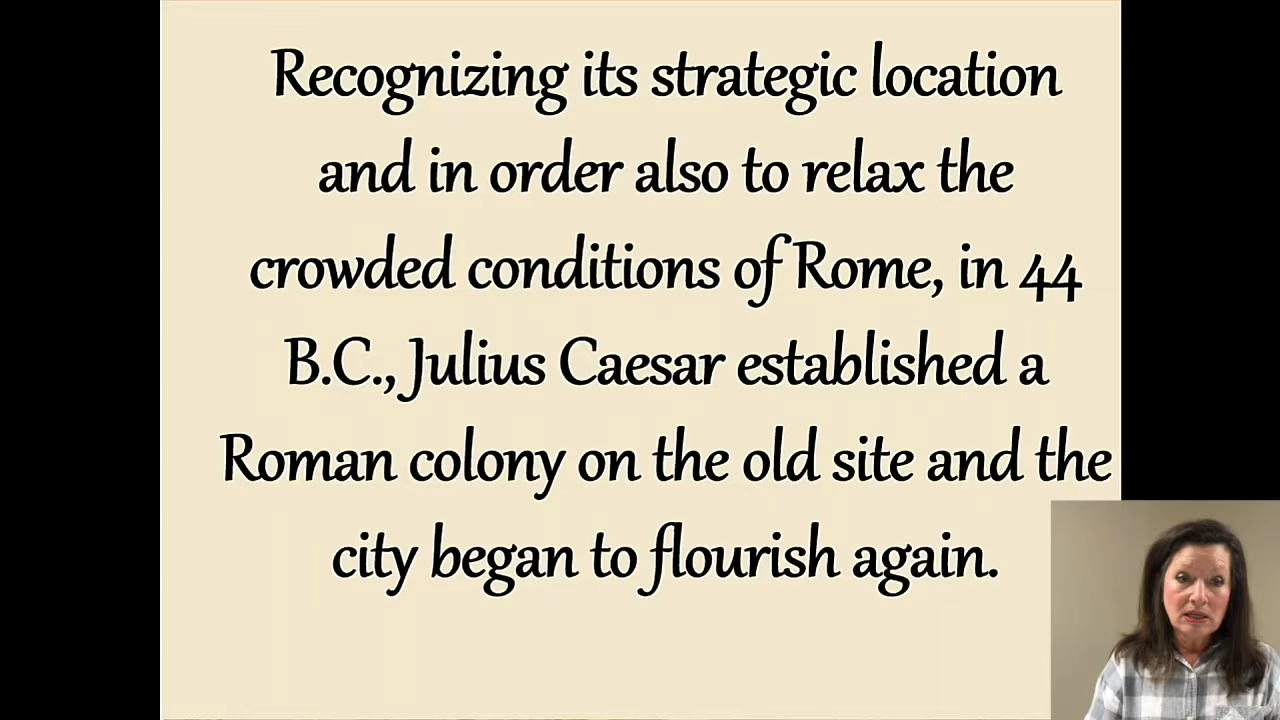 Recognizing its strategic location
and in order also to relax the
crowded conditions of Rome, in 44
B.C., Julius Caesar established a
Roman colony on the old site and the
city began to flourish again.